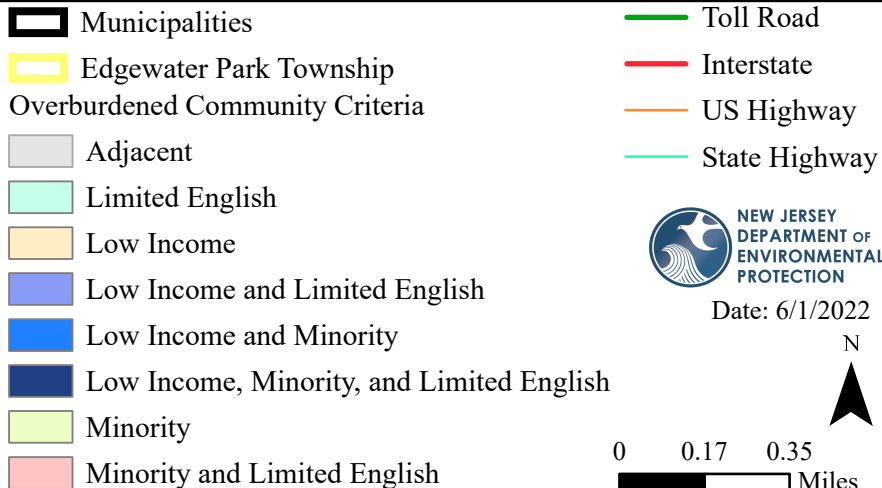 Municipalities
Edgewater Park Township
Overburdened Community Criteria
Adjacent
Limited English
Low Income
Low Income and Limited English
Low Income and Minority
Low Income, Minority, and Limited English
Minority
Minority and Limited English
Toll Road
Interstate
US Highway
State Highway
NEW JERSEY
DEPARTMENT OF
ENVIRONMENTAL
PROTECTION
Date: 6/1/2022
N
0 0.17 0.35
Miles